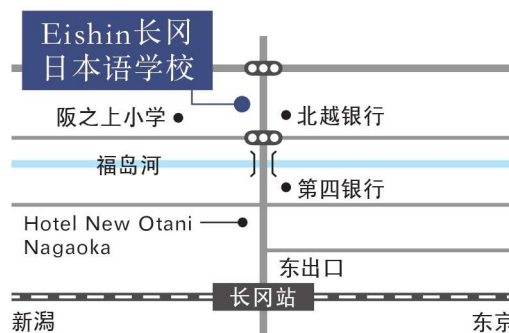 Eishin长冈
日本语学校
阪之上小学
北越银行
福岛河
第四银行
Hotel New Otani
Nagaoka
东出口
长冈站
新潟
东京